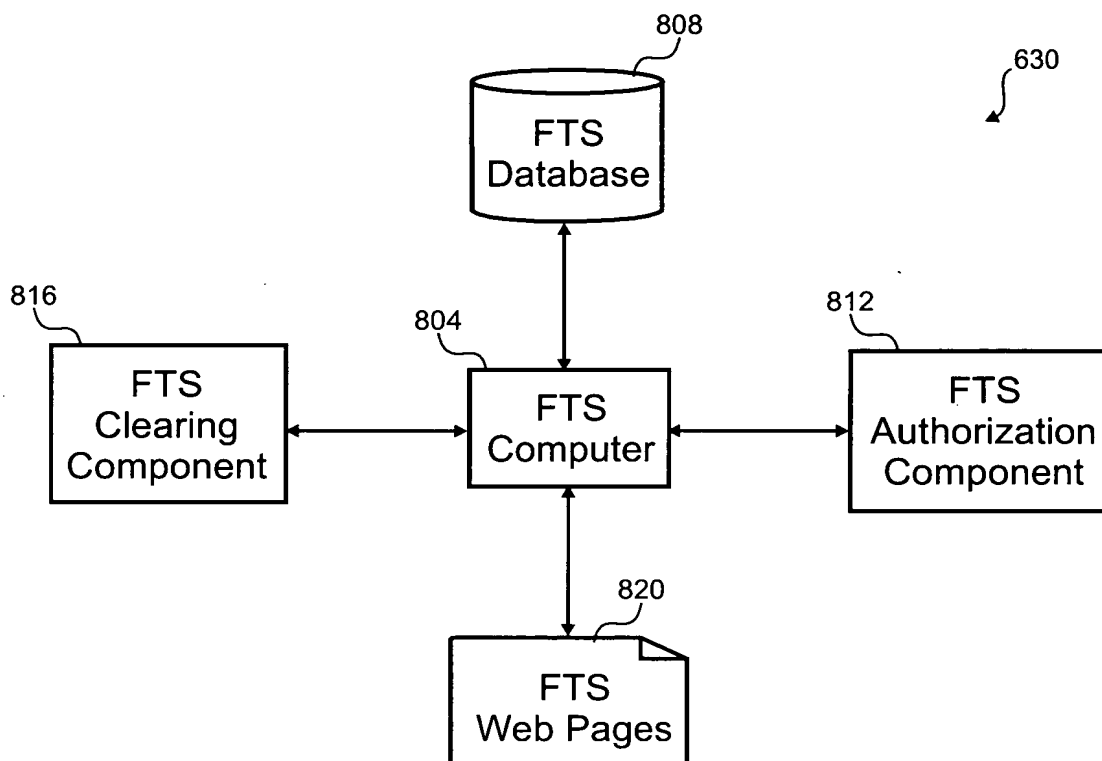 808
630
FTS
Database
816
804
812
FTS
Clearing
Component
FTS
Computer
FTS
Authorization
Component
820
FTS
Web Pages